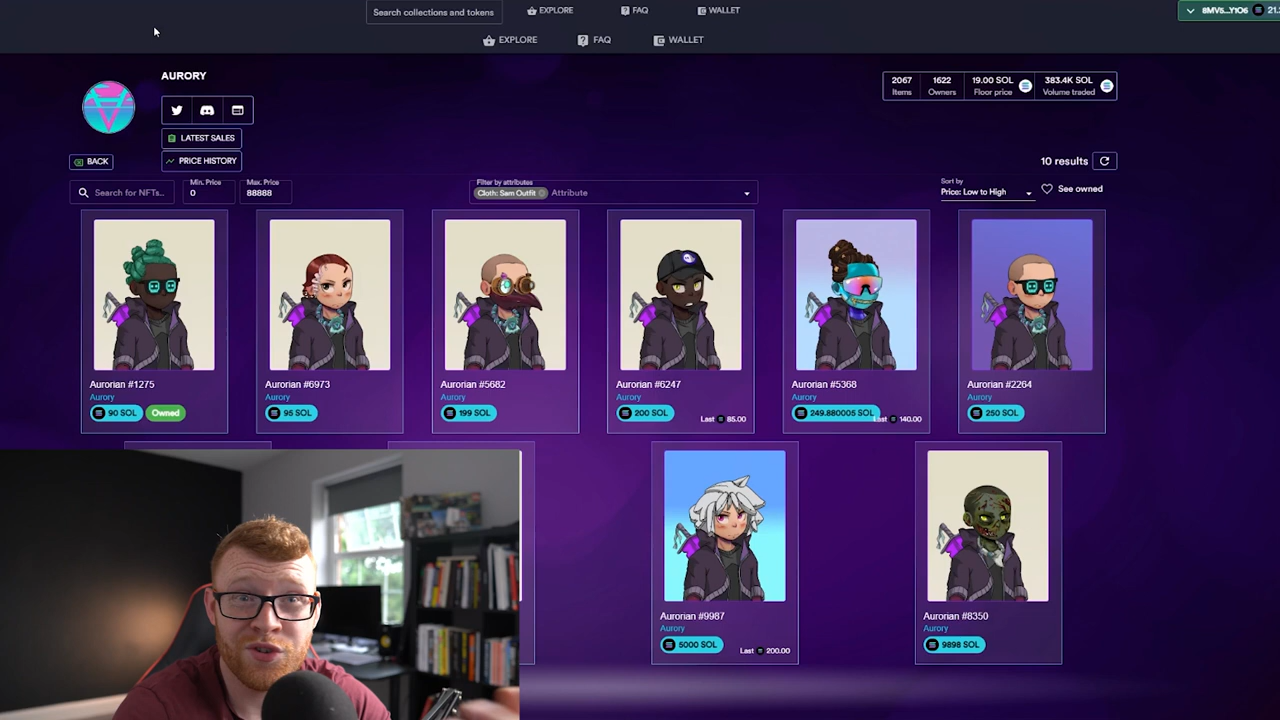 Search collections and tokens
EXPLORE
FAQ
WALLET
8MV5...Y1O6
EXPLORE
FAQ
WALLET
AURORY
2067
Items
1622
Owners
19.00 SOL
Floor price
383.4K SOL
Volume traded
LATEST SALES
BACK
PRICE HISTORY
10 results
Search for NFTs..
Min. Price
0
Max. Price
88888
Filter by attributes
Cloth: Sam Outfit
Attribute
Sort by
Price: Low to High
See owned
Aurorian #1275
Aurory
90 SOL
Owned
Aurorian #6973
Aurory
95 SOL
Aurorian #5682
Aurory
199 SOL
Aurorian #6247
Aurory
200 SOL
Last 85.00
Aurorian #5368
Aurory
249.880005 SOL
Last 140.00
Aurorian #2264
Aurory
250 SOL
Aurorian #9987
Aurory
5000 SOL
Last 200.00
Aurorian #8350
Aurory
9898 SOL